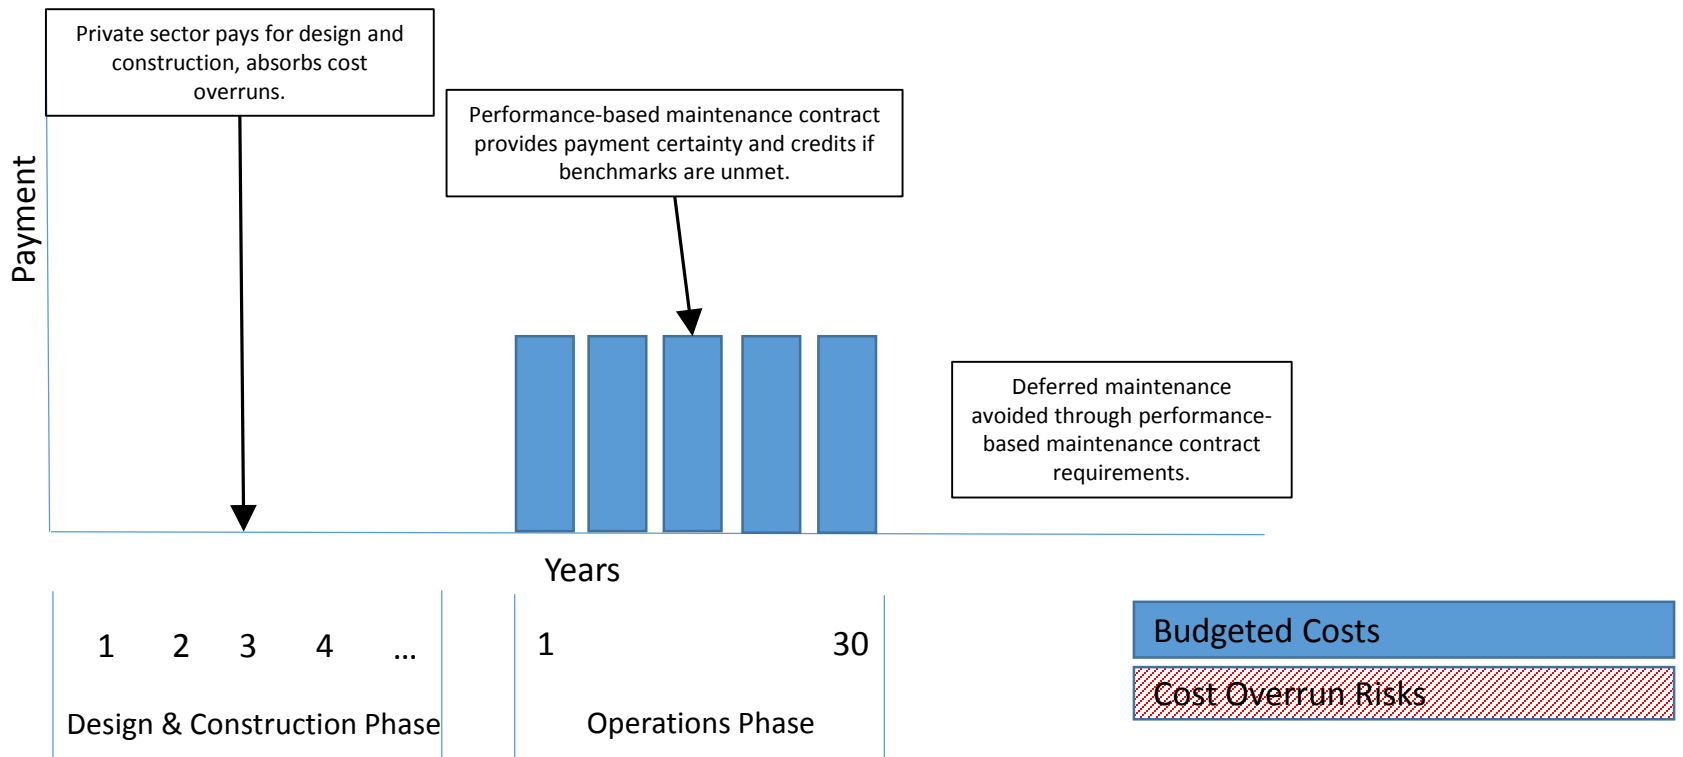 Private sector pays for design and
construction, absorbs cost
overruns.
Performance-based maintenance contract
provides payment certainty and credits if
benchmarks are unmet.
Payment
Deferred maintenance
avoided through performance-
based maintenance contract
requirements.
Years
1 2 3 4 ...
Design & Construction Phase
1 30
Operations Phase
Budgeted Costs
Cost Overrun Risks